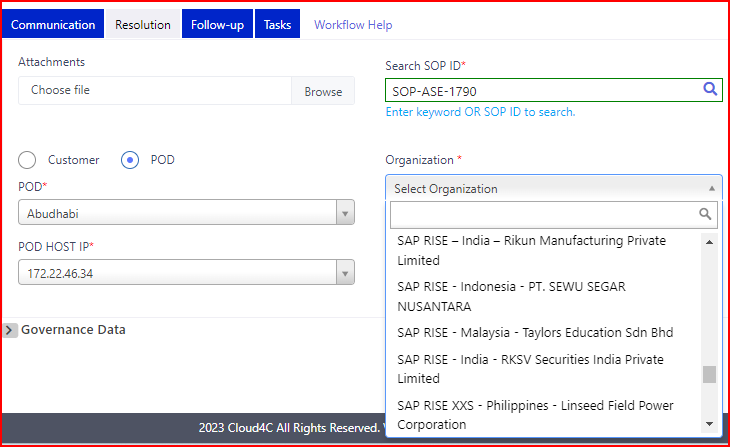 Communication Resolution Follow-up Tasks Workflow Help
Attachments
Choose file Browse
Search SOP ID*
SOP-ASE-1790
Enter keyword OR SOP ID to search.
Customer POD
POD*
Abudhabi
POD HOST IP*
172.22.46.34
Organization *
Select Organization
SAP RISE – India – Rikun Manufacturing Private
Limited
SAP RISE - Indonesia - PT. SEWU SEGAR
NUSANTARA
SAP RISE - Malaysia - Taylors Education Sdn Bhd
SAP RISE - India - RKSV Securities India Private
Limited
SAP RISE XXS - Philippines - Linseed Field Power
Corporation
Governance Data
2023 Cloud4C All Rights Reserved.